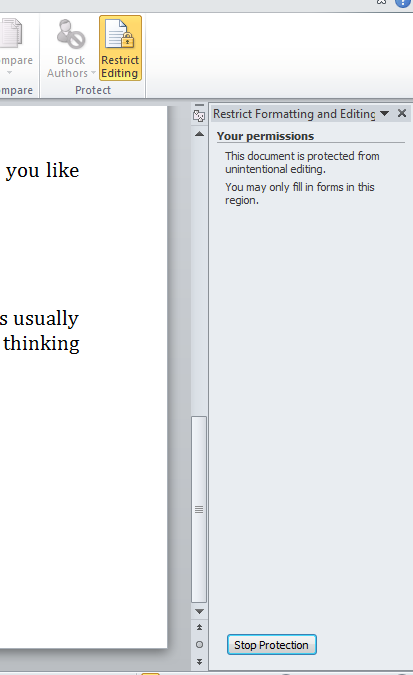 mpare
Block
Authors
Restrict
Editing
mpare
Protect
Restrict Formatting and Editing
Your permissions
This document is protected from
unintentional editing.
You may only fill in forms in this
region.
you like
s usually
thinking
Stop Protection